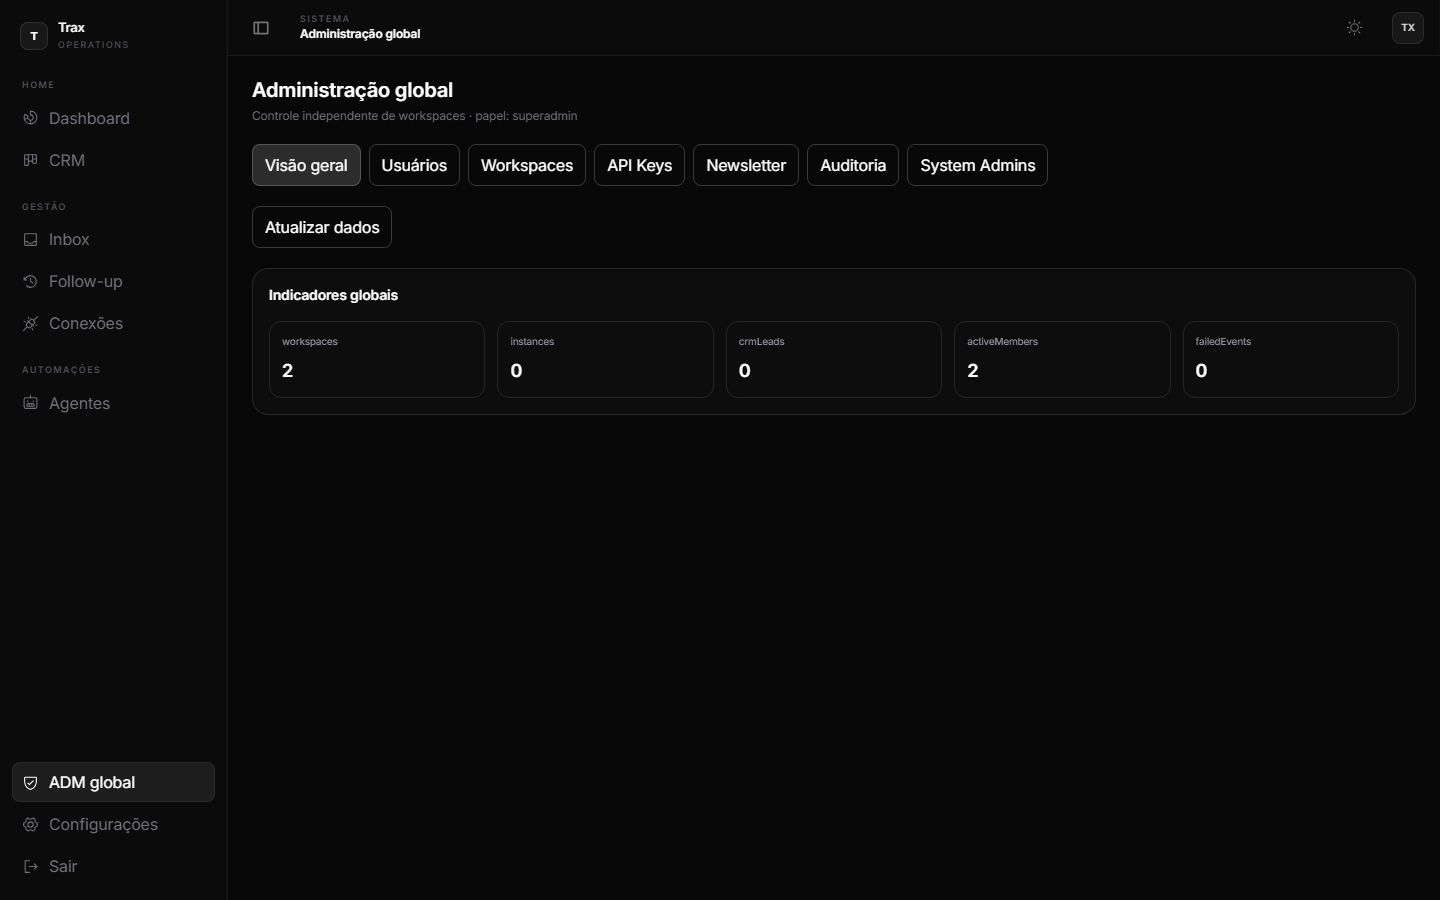 T
Trax
OPERATIONS
HOME
Dashboard
CRM
GESTÃO
Inbox
Follow-up
Conexões
AUTOMAÇÕES
Agentes
ADM global
Configurações
Sair
SISTEMA
Administração global
TX
Administração global
Controle independente de workspaces · papel: superadmin
Visão geral
Usuários
Workspaces
API Keys
Newsletter
Auditoria
System Admins
Atualizar dados
Indicadores globais
workspaces
2
instances
0
crmLeads
0
activeMembers
2
failedEvents
0